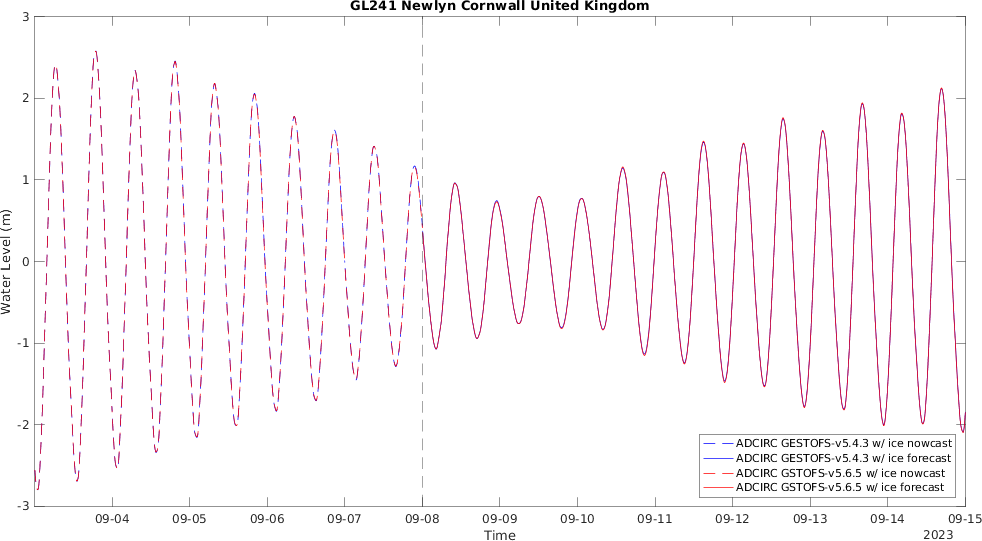 GL241 Newlyn Cornwall United Kingdom
3
2
1
0
-1
-2
-3
Water Level (m)
ADCIRC GESTOFS-v5.4.3 w/ ice nowcast
ADCIRC GESTOFS-v5.4.3 w/ ice forecast
ADCIRC GSTOFS-v5.6.5 w/ ice nowcast
ADCIRC GSTOFS-v5.6.5 w/ ice forecast
09-04 09-05 09-06 09-07 09-08 09-09 09-10 09-11 09-12 09-13 09-14 09-15
Time
2023